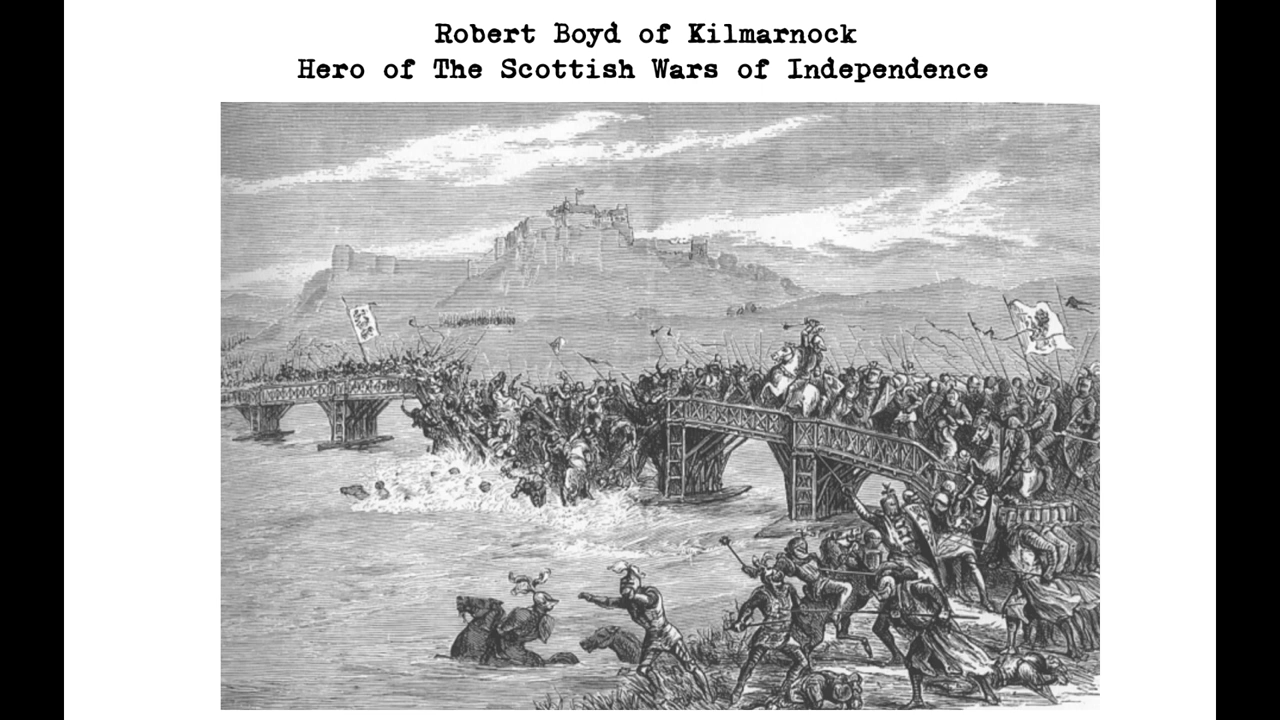 Robert Boyd of Kilmarnock
Hero of The Scottish Wars of Independence